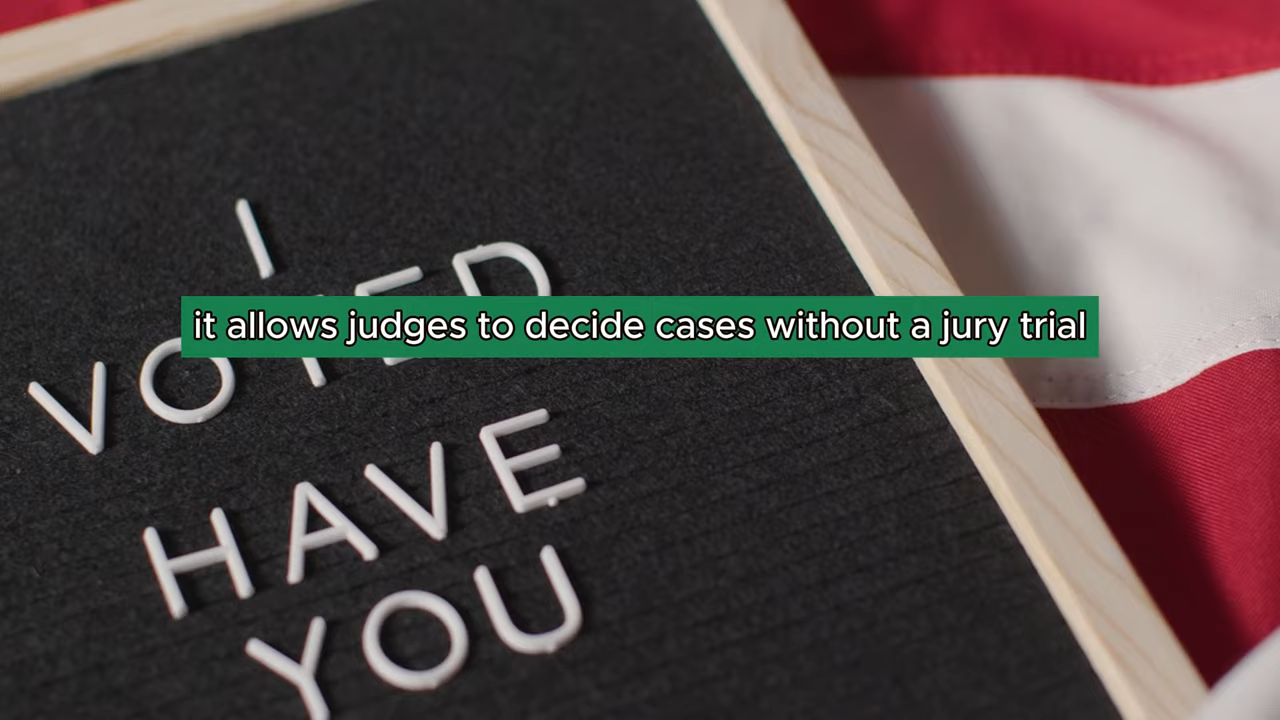 I
VOTED
it allows judges to decide cases without a jury trial
HAVE
YOU